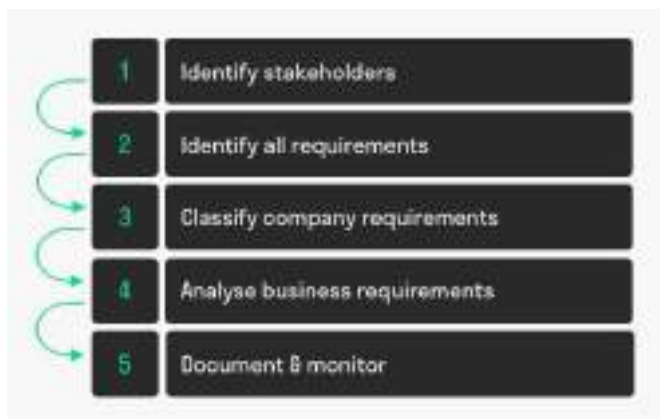 1 Identify stakeholders
2 Identify all requirements
3 Classify company requirements
4 Analyse business requirements
5 Document & monitor